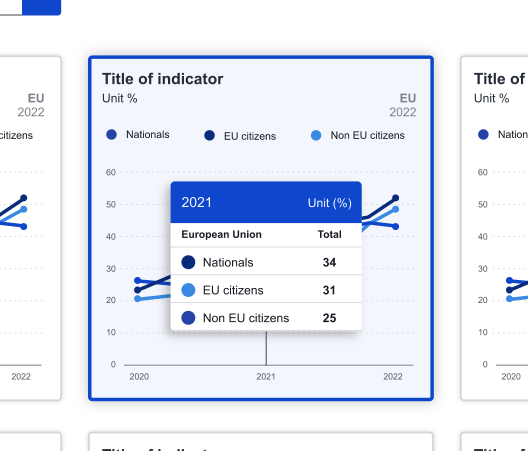 EU
2022
citizens
2022
Title of indicator
Unit %
EU
2022
Nationals
EU citizens
Non EU citizens
60
50
40
30
20
10
0
2020
2021
2022
2021 Unit (%)
European Union Total
Nationals 34
EU citizens 31
Non EU citizens 25
Title of
Unit %
Nation
60
50
40
30
20
10
0
2020